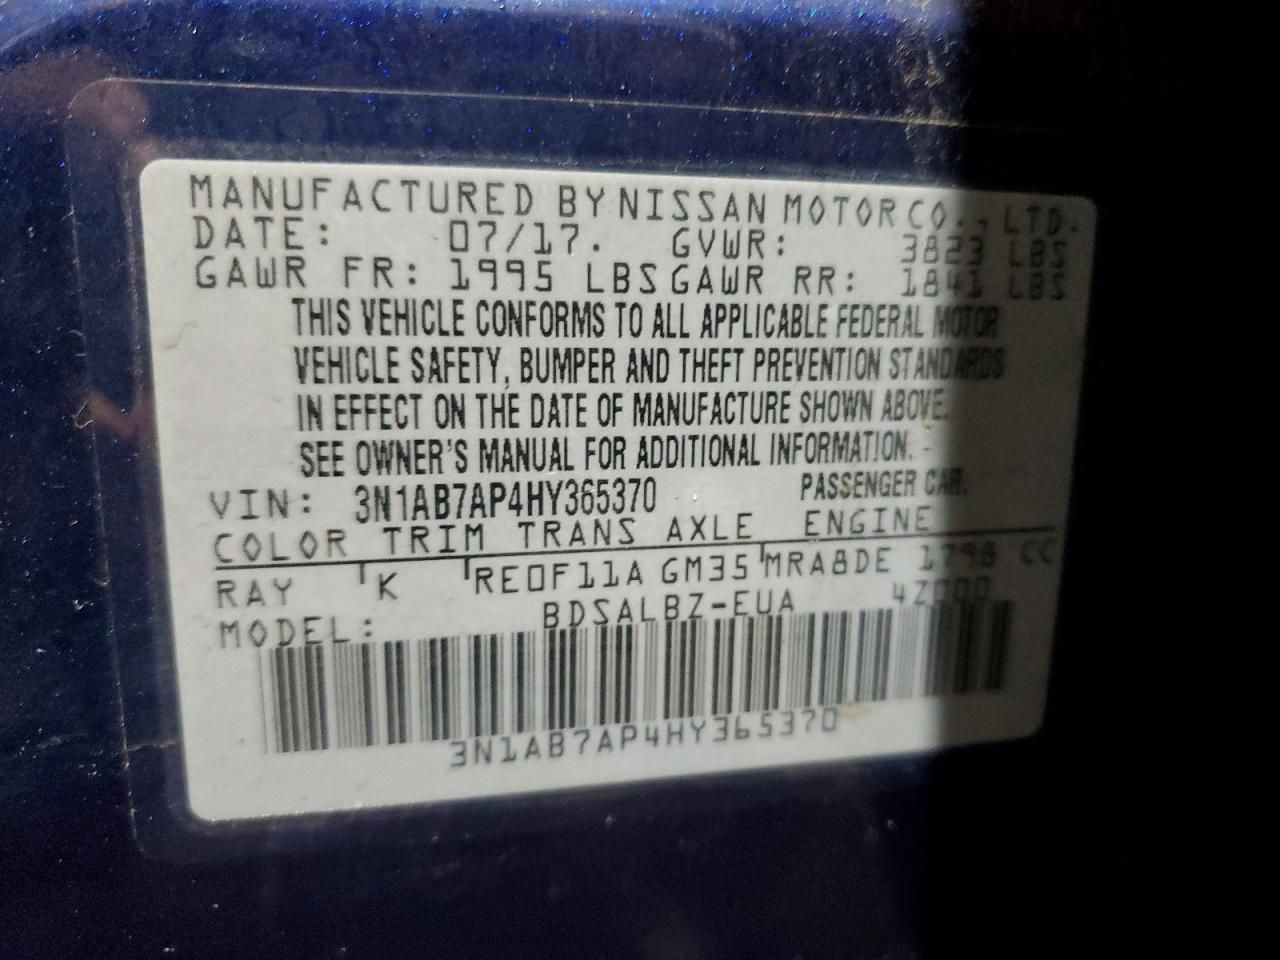 MANUFACTURED BY NISSAN MOTOR CO., LTD.
DATE: 07/17. GVWR: 3823 LBS
GAWR FR: 1995 LBS GAWR RR: 1841 LBS
THIS VEHICLE CONFORMS TO ALL APPLICABLE FEDERAL MOTOR
VEHICLE SAFETY, BUMPER AND THEFT PREVENTION STANDARDS
IN EFFECT ON THE DATE OF MANUFACTURE SHOWN ABOVE.
SEE OWNER'S MANUAL FOR ADDITIONAL INFORMATION.
VIN: 3N1AB7AP4HY365370 PASSENGER CAR.
COLOR TRIM TRANS AXLE ENGINE
RAY K RE0F11A GM35 MRA8DE 1798 CC
MODEL: BDSALBZ-EUA 4Z000
3N1AB7AP4HY365370